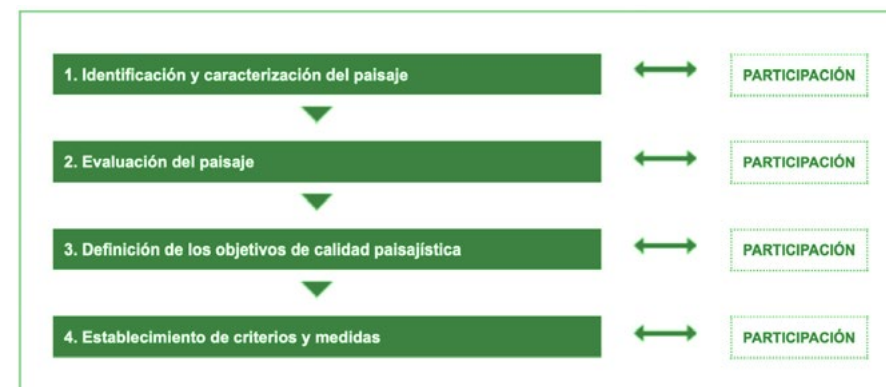 1. Identificación y caracterización del paisaje
PARTICIPACIÓN
2. Evaluación del paisaje
PARTICIPACIÓN
3. Definición de los objetivos de calidad paisajística
PARTICIPACIÓN
4. Establecimiento de criterios y medidas
PARTICIPACIÓN